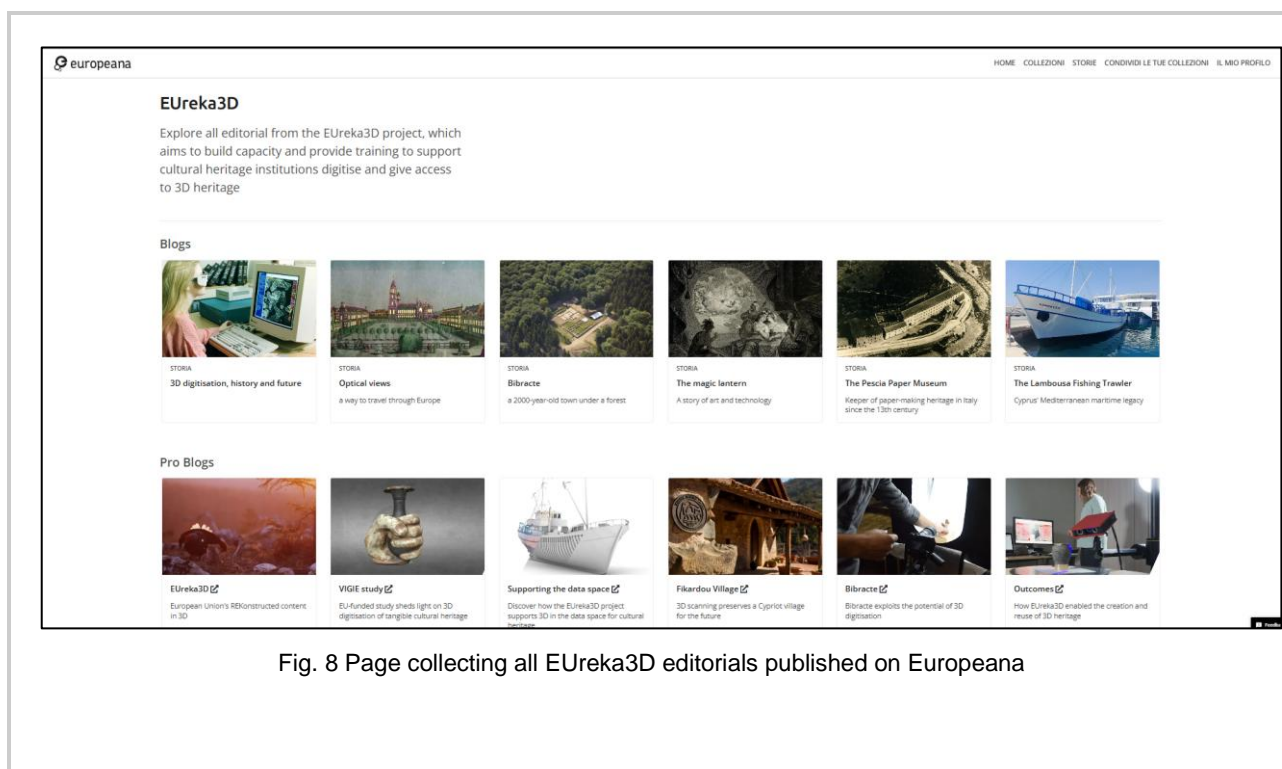 europeana
HOME COLLEZIONI STORIE CONDIVIDI LE TUE COLLEZIONI IL MIO PROFILO
EUreka3D
Explore all editorial from the EUreka3D project, which
aims to build capacity and provide training to support
cultural heritage institutions digitise and give access
to 3D heritage
Blogs
STORIA
3D digitisation, history and future
STORIA
Optical views
a way to travel through Europe
STORIA
Bibracte
a 2000-year-old town under a forest
STORIA
The magic lantern
A story of art and technology
STORIA
The Pescia Paper Museum
Keeper of paper-making heritage in Italy
since the 13th century
STORIA
The Lambousa Fishing Trawler
Cyprus' Mediterranean maritime legacy
Pro Blogs
EUreka3D
European Union's REKonstructed content
in 3D
VIGIE study
EU-funded study sheds light on 3D
digitisation of tangible cultural heritage
Supporting the data space
Discover how the EUreka3D project
supports 3D in the data space for cultural
heritage
Fikardou Village
3D scanning preserves a Cypriot village
for the future
Bibracte
Bibracte exploits the potential of 3D
digitisation
Outcomes
How EUreka3D enabled the creation and
reuse of 3D heritage
Fig. 8 Page collecting all EUreka3D editorials published on Europeana